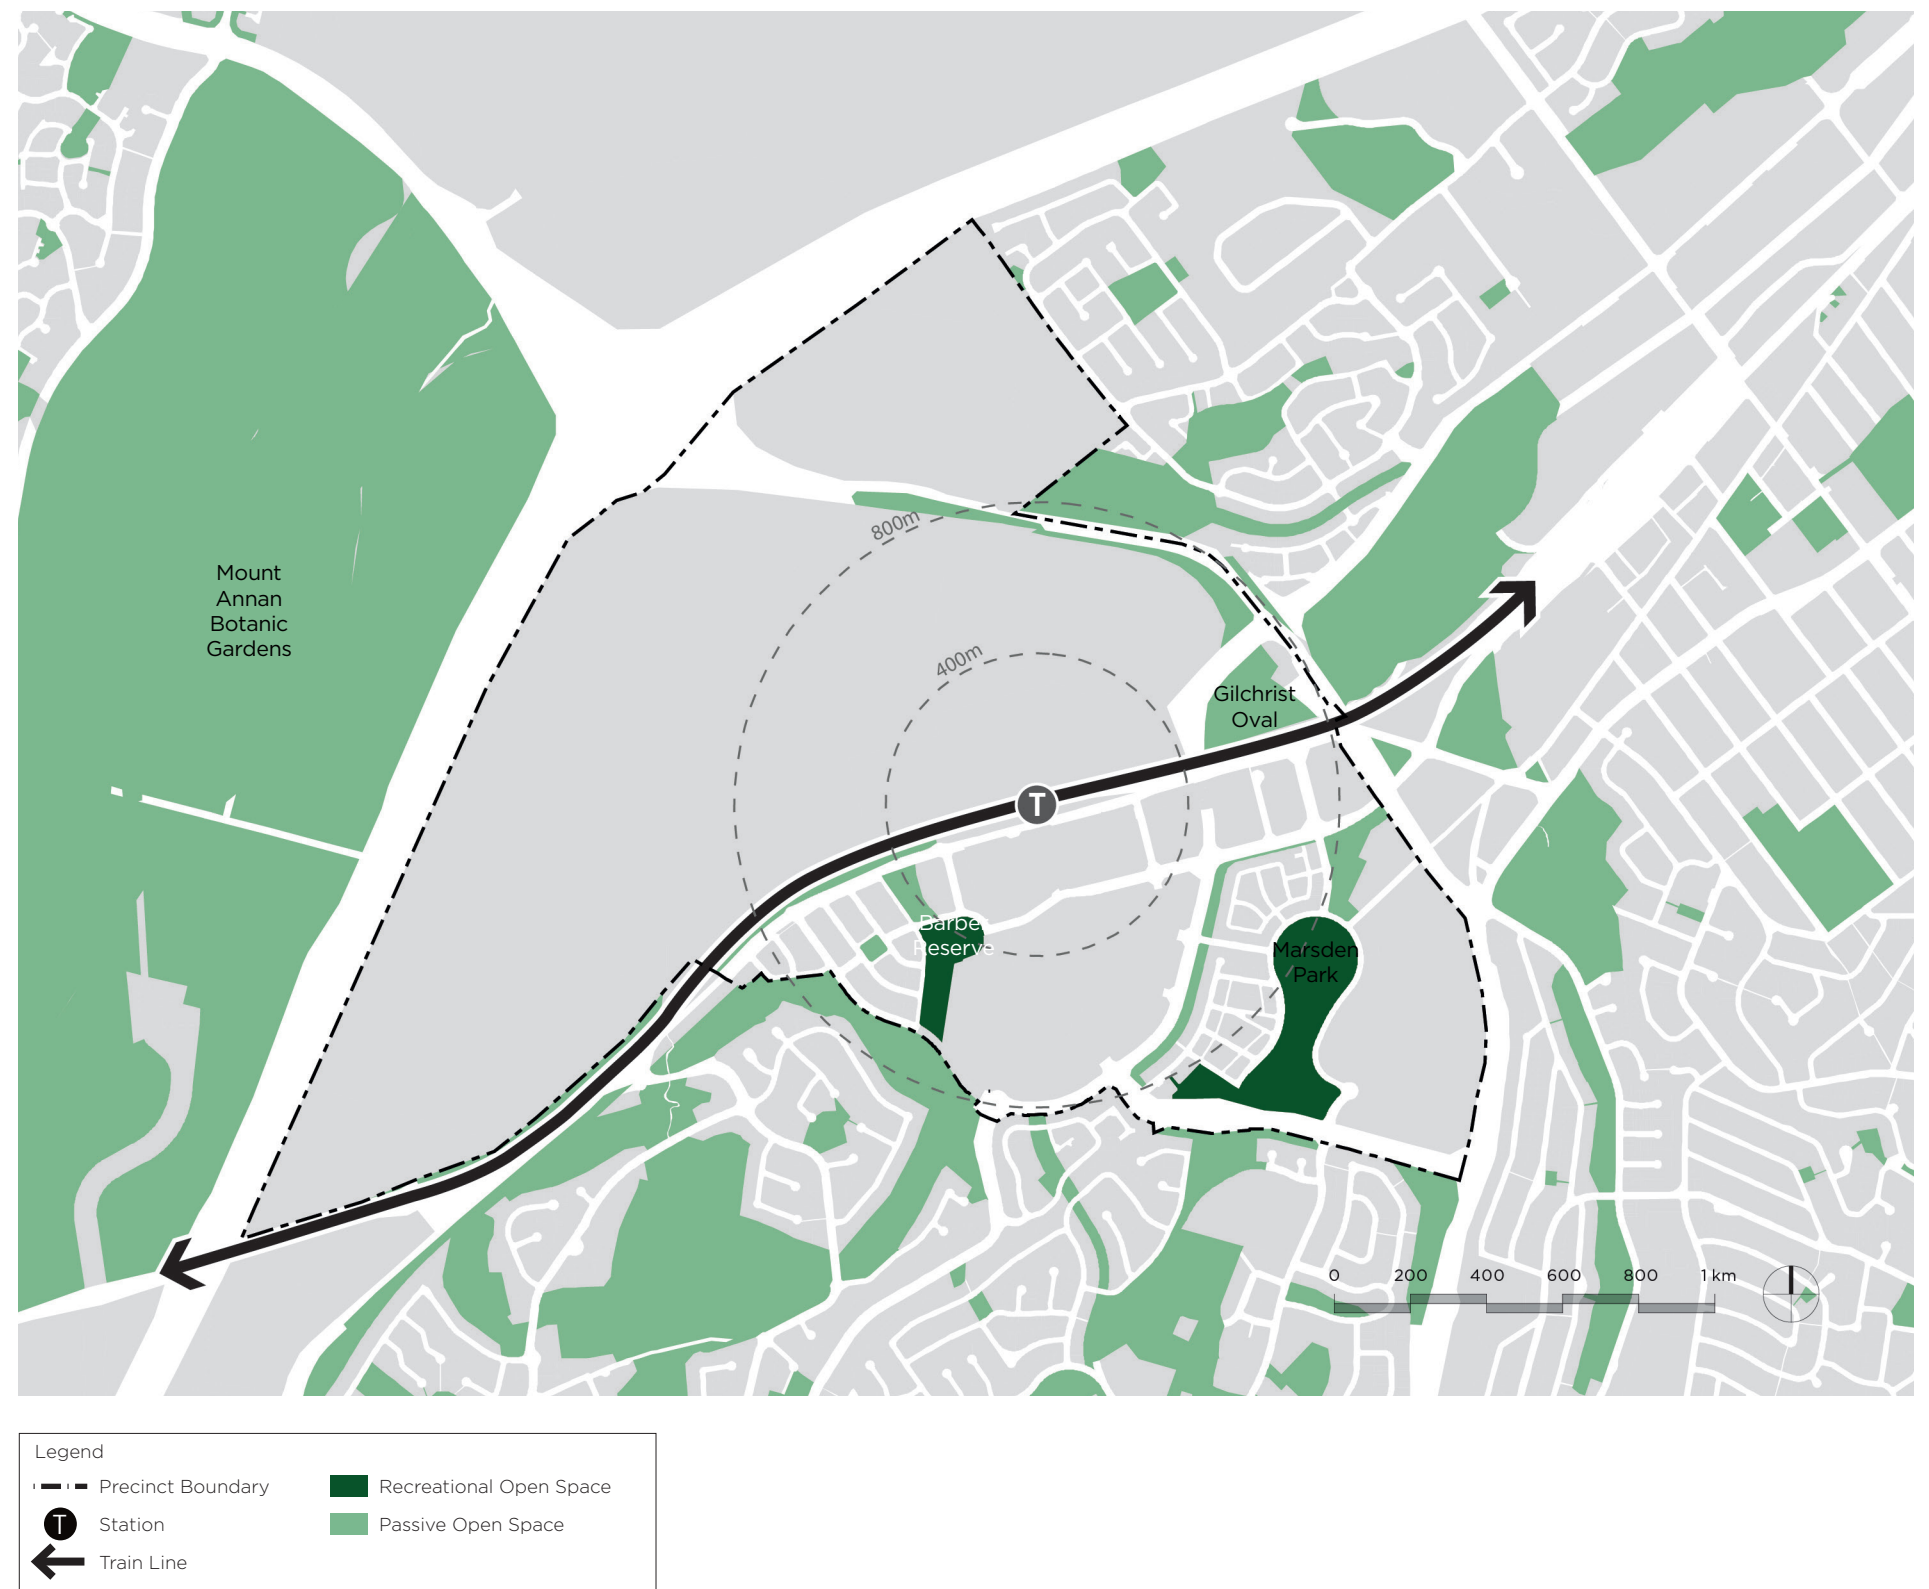 800m
400m
Mount
Annan
Botanic
Gardens
Gilchrist
Oval
T
Barber
Reserve
Marsden
Park
0 200 400 600 800 1 km
Legend
Precinct Boundary
Recreational Open Space
T Station
Passive Open Space
Train Line